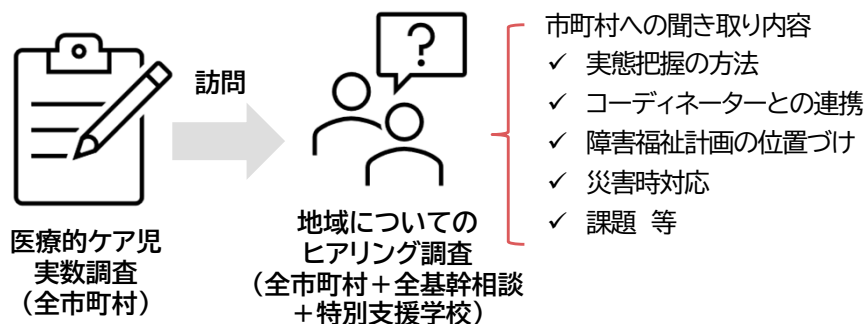 医療的ケア児
実数調査
（全市町村）
訪問
?
地域についての
ヒアリング調査
（全市町村＋全基幹相談
＋特別支援学校）
市町村への聞き取り内容
✓ 実態把握の方法
✓ コーディネーターとの連携
✓ 障害福祉計画の位置づけ
✓ 災害時対応
✓ 課題 等